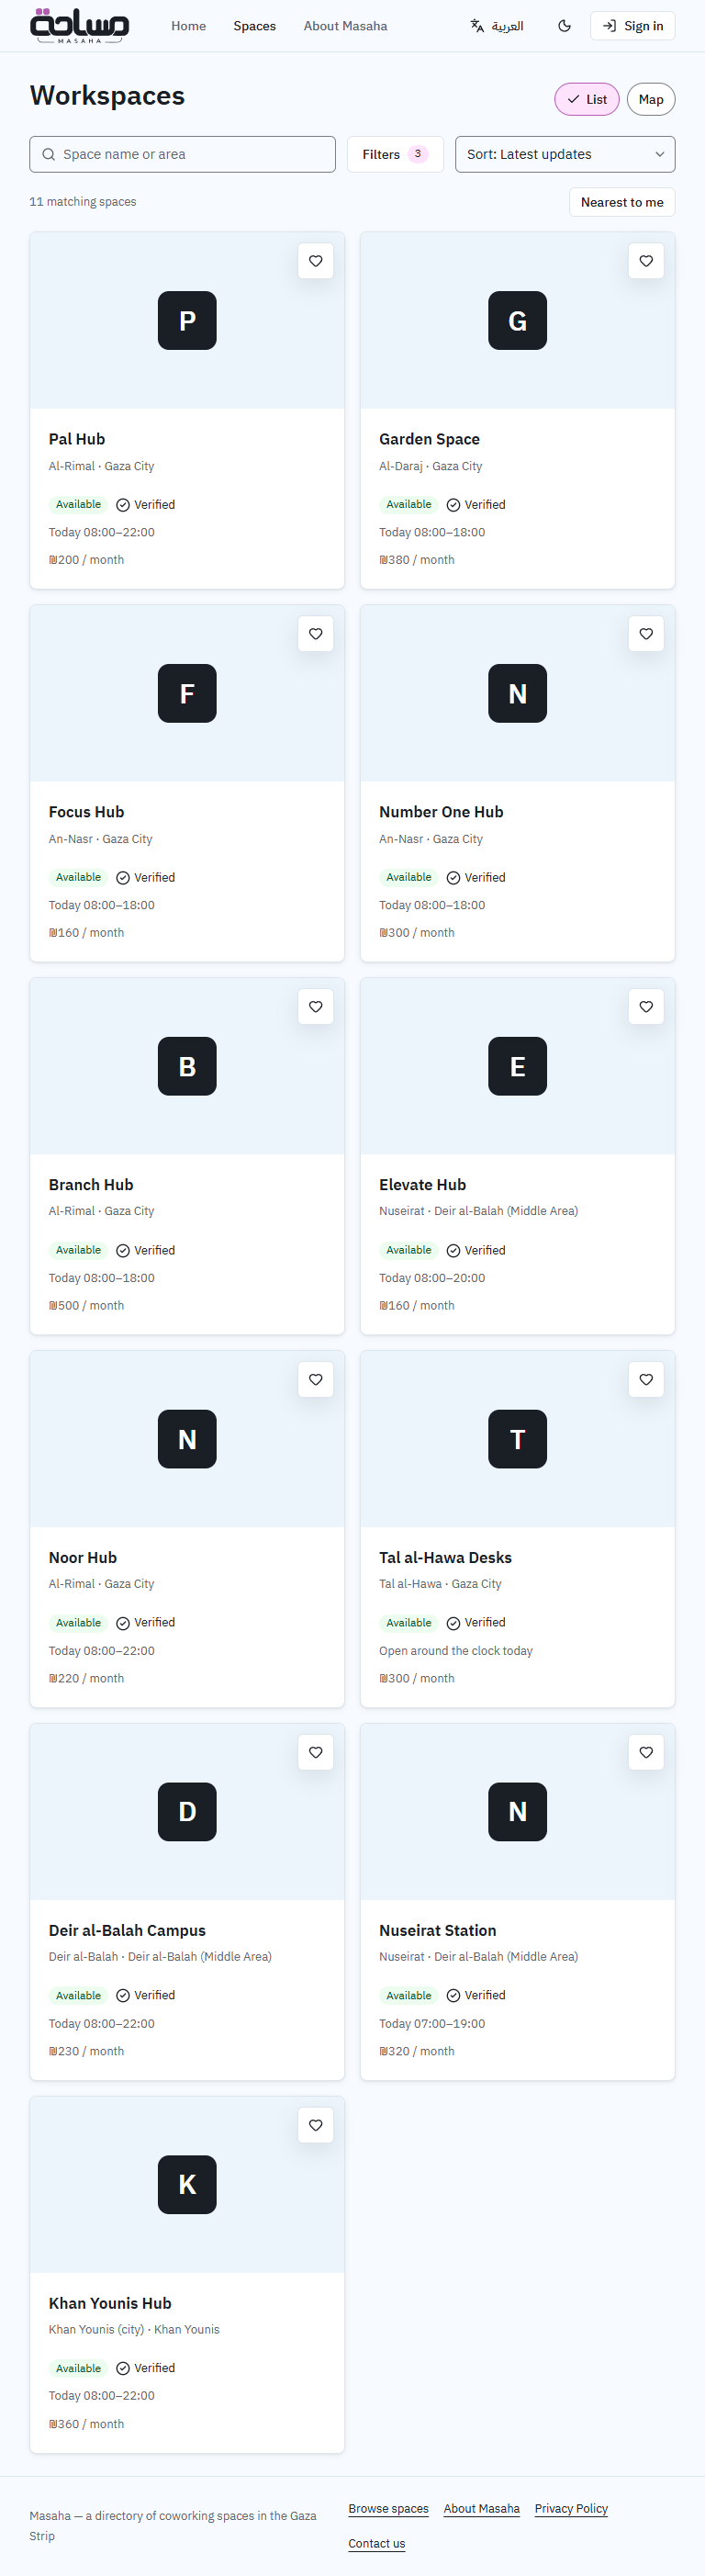 مساحة
MASAHA
Home
Spaces
About Masaha
العربية
Sign in
Workspaces
List
Map
Space name or area
Filters 3
Sort: Latest updates
11 matching spaces
Nearest to me
P
Pal Hub
Al-Rimal · Gaza City
Available Verified
Today 08:00–22:00
₪200 / month
G
Garden Space
Al-Daraj · Gaza City
Available Verified
Today 08:00–18:00
₪380 / month
F
Focus Hub
An-Nasr · Gaza City
Available Verified
Today 08:00–18:00
₪160 / month
N
Number One Hub
An-Nasr · Gaza City
Available Verified
Today 08:00–18:00
₪300 / month
B
Branch Hub
Al-Rimal · Gaza City
Available Verified
Today 08:00–18:00
₪500 / month
E
Elevate Hub
Nuseirat · Deir al-Balah (Middle Area)
Available Verified
Today 08:00–20:00
₪160 / month
N
Noor Hub
Al-Rimal · Gaza City
Available Verified
Today 08:00–22:00
₪220 / month
T
Tal al-Hawa Desks
Tal al-Hawa · Gaza City
Available Verified
Open around the clock today
₪300 / month
D
Deir al-Balah Campus
Deir al-Balah · Deir al-Balah (Middle Area)
Available Verified
Today 08:00–22:00
₪230 / month
N
Nuseirat Station
Nuseirat · Deir al-Balah (Middle Area)
Available Verified
Today 07:00–19:00
₪320 / month
K
Khan Younis Hub
Khan Younis (city) · Khan Younis
Available Verified
Today 08:00–22:00
₪360 / month
Masaha — a directory of coworking spaces in the Gaza
Strip
Browse spaces
About Masaha
Privacy Policy
Contact us